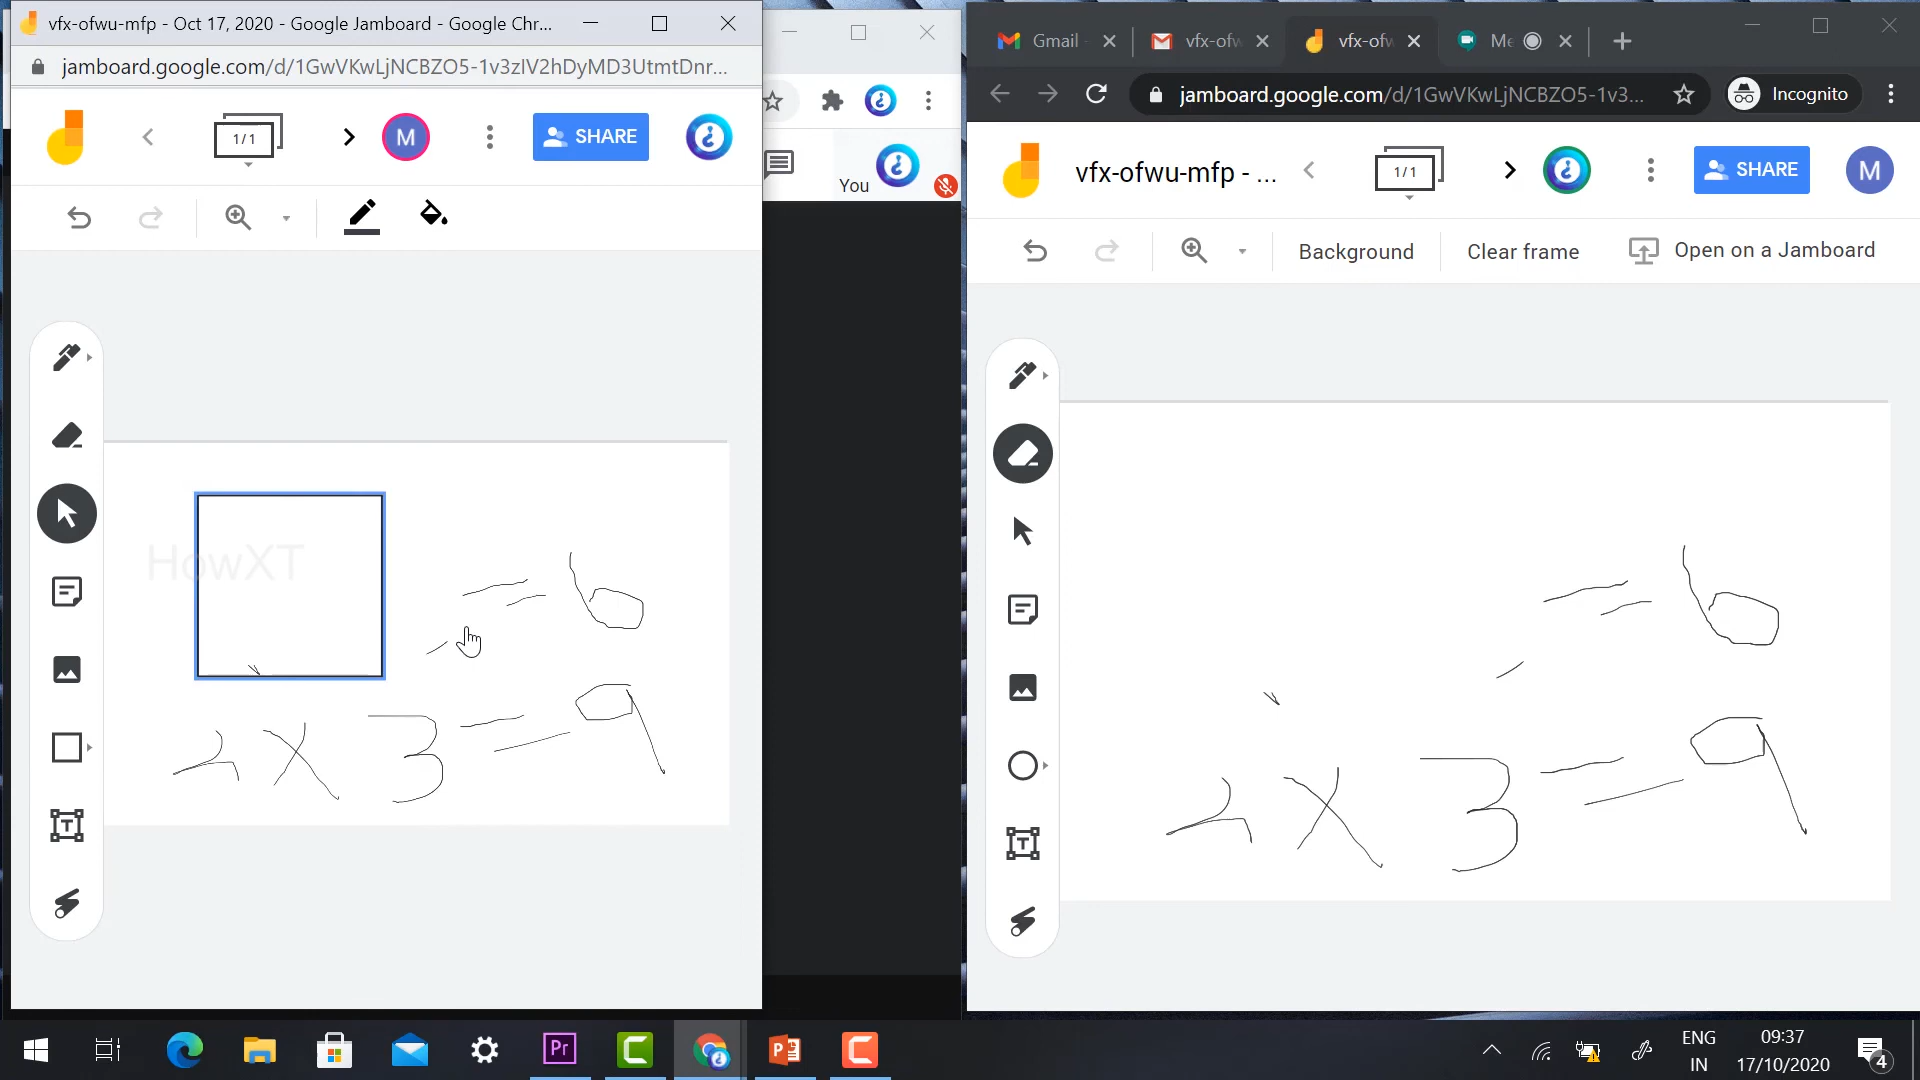 vfx-ofwu-mfp - Oct 17, 2020 - Google Jamboard - Google Chr...
jamboard.google.com/d/1GwVKwLjNCBZO5-1v3zlV2hDyMD3UtmtDnr...
1/1
M
SHARE
You
HowXT
= 6
2 X 3 = 9
Gmail
vfx-ofw
vfx-ofw
Me
jamboard.google.com/d/1GwVKwLjNCBZO5-1v3...
Incognito
vfx-ofwu-mfp - ...
1/1
SHARE
M
Background
Clear frame
Open on a Jamboard
= 6
2 X 3 = 9
Pr
ENG
IN
09:37
17/10/2020
4